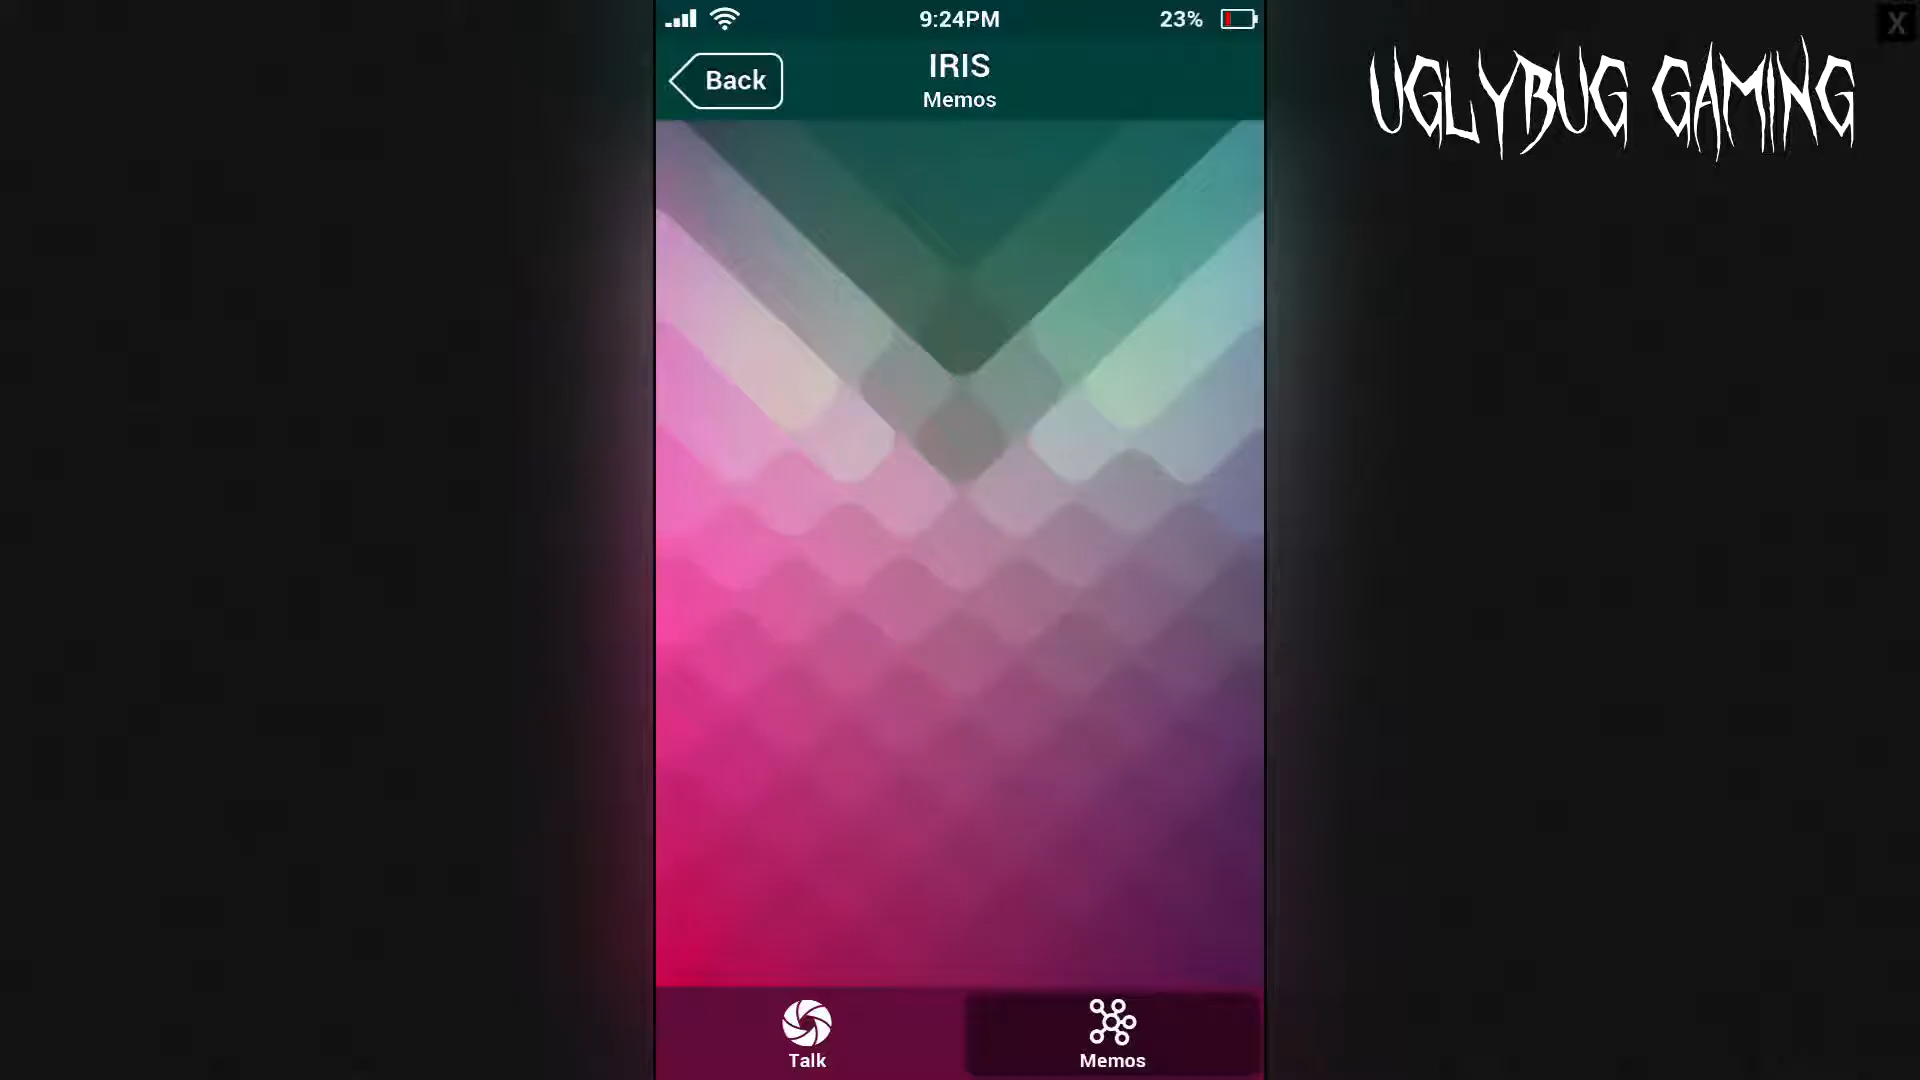 9:24PM
23%
X
Back
IRIS
Memos
UGLYBUG GAMING
Talk
Memos